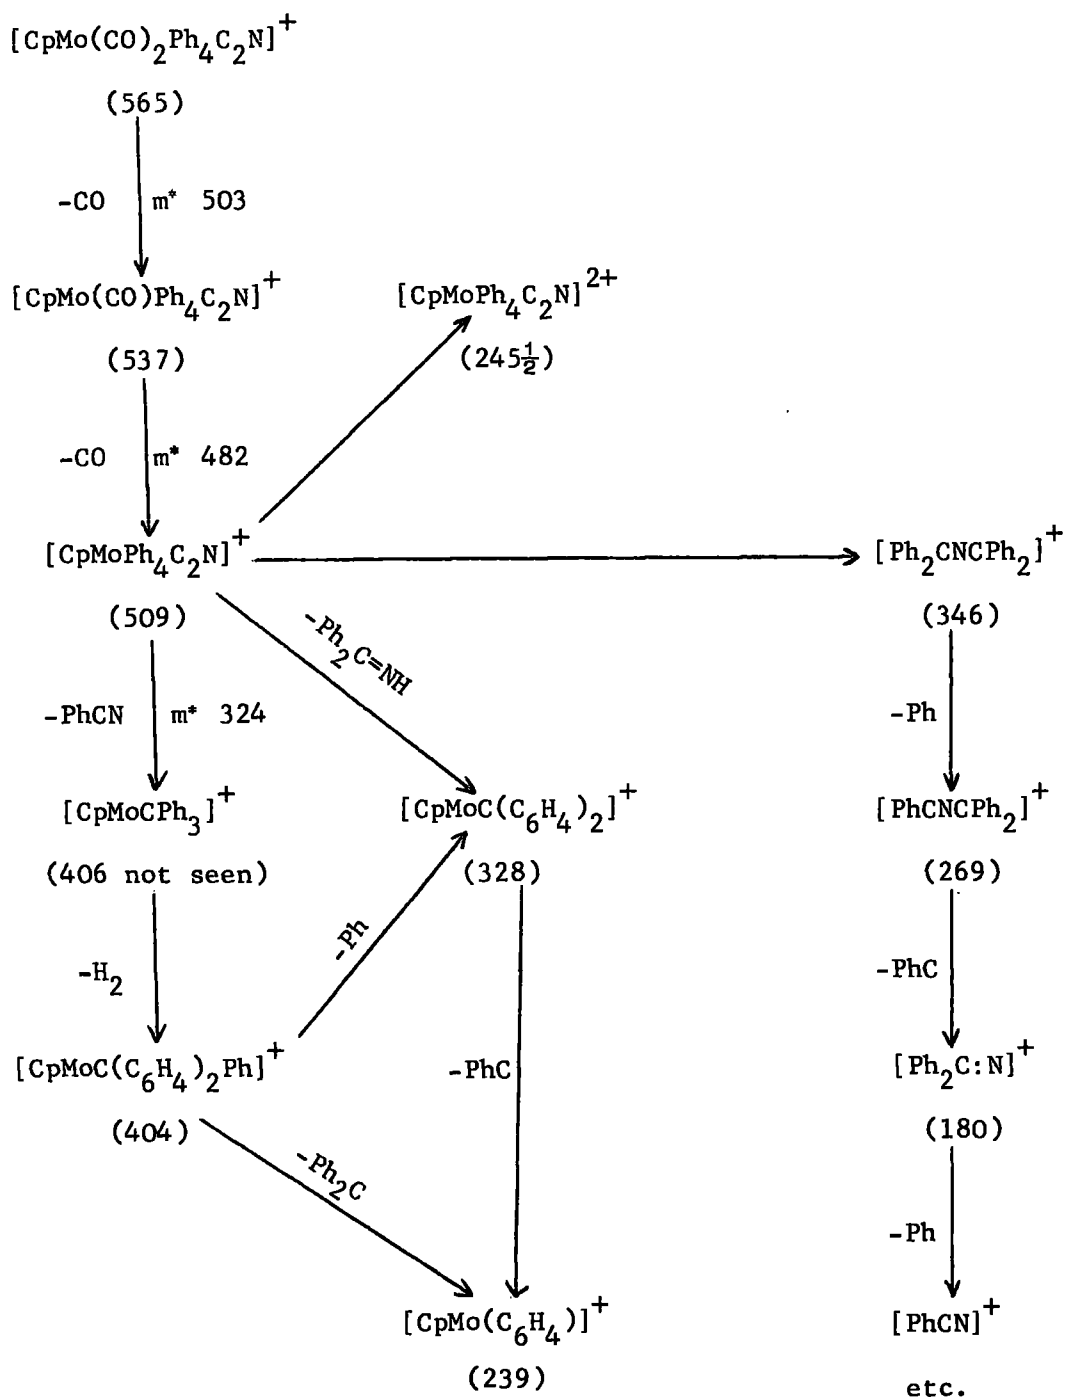 [CpMo(CO)₂Ph₄C₂N]⁺
(565)
-CO m* 503
[CpMo(CO)Ph₄C₂N]⁺ [CpMoPh₄C₂N]²⁺
(537) (245½)
-CO m* 482
[CpMoPh₄C₂N]⁺ [Ph₂CNCPh₂]⁺
(509) (346)
-Ph₂C=NH
-PhCN m* 324 -Ph
[CpMoCPh₃]⁺ [CpMoC(C₆H₄)₂]⁺ [PhCNCPh₂]⁺
(406 not seen) (328) (269)
-Ph
-H₂ -PhC
[CpMoC(C₆H₄)₂Ph]⁺ -PhC [Ph₂C:N]⁺
(404) (180)
-Ph₂C
-Ph
[CpMo(C₆H₄)]⁺ [PhCN]⁺
(239) etc.